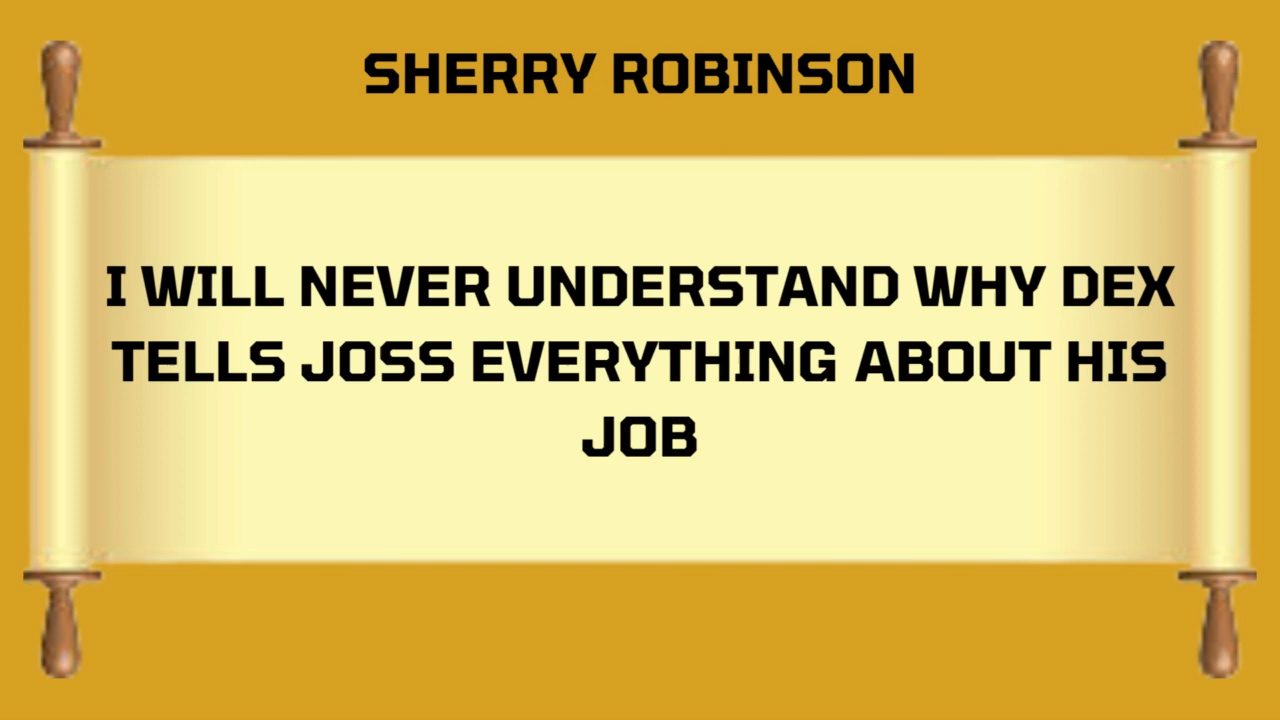 SHERRY ROBINSON
I WILL NEVER UNDERSTAND WHY DEX
TELLS JOSS EVERYTHING ABOUT HIS
JOB